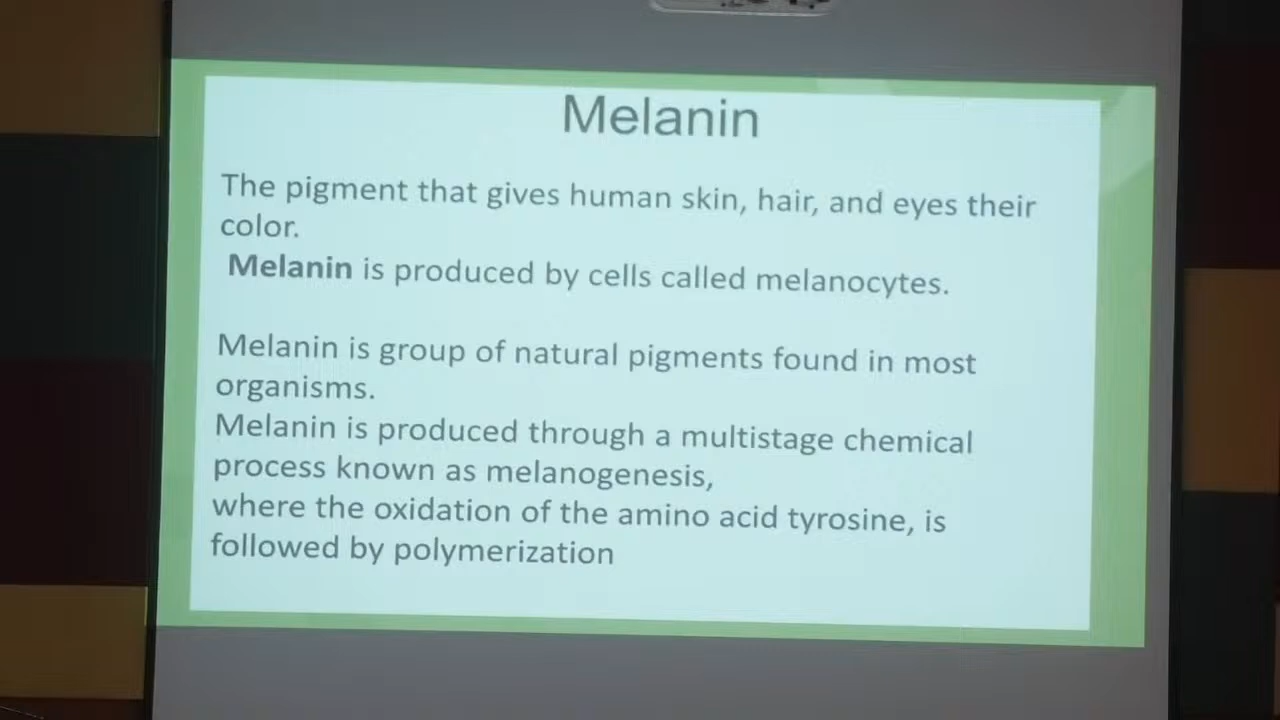 Melanin
The pigment that gives human skin, hair, and eyes their
color.
Melanin is produced by cells called melanocytes.
Melanin is group of natural pigments found in most
organisms.
Melanin is produced through a multistage chemical
process known as melanogenesis,
where the oxidation of the amino acid tyrosine, is
followed by polymerization